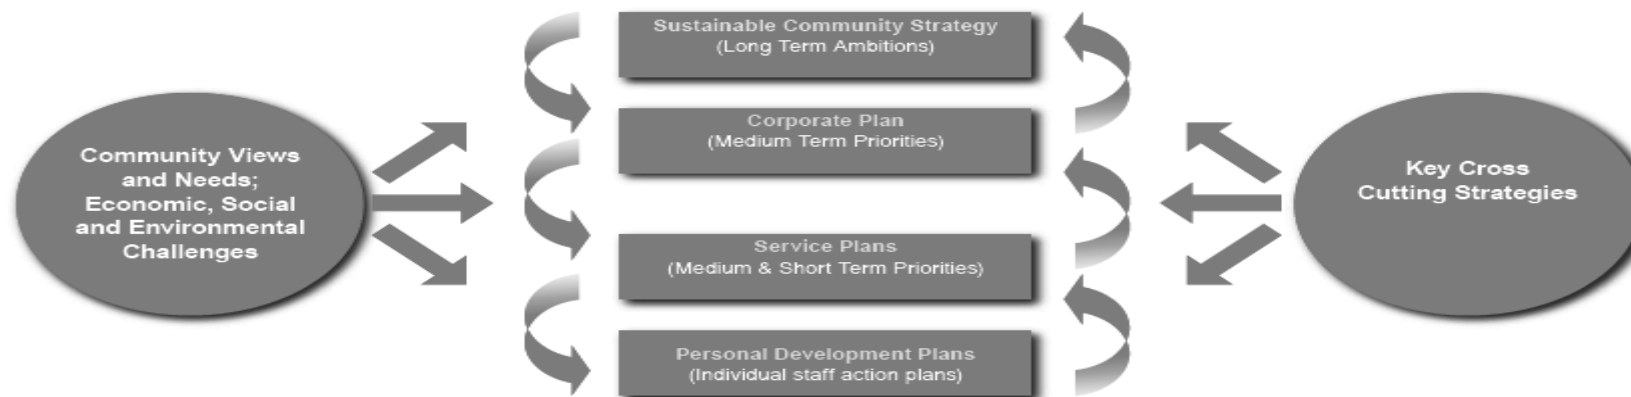 Community Views
and Needs;
Economic, Social
and Environmental
Challenges
Sustainable Community Strategy
(Long Term Ambitions)
Corporate Plan
(Medium Term Priorities)
Service Plans
(Medium & Short Term Priorities)
Personal Development Plans
(Individual staff action plans)
Key Cross
Cutting Strategies